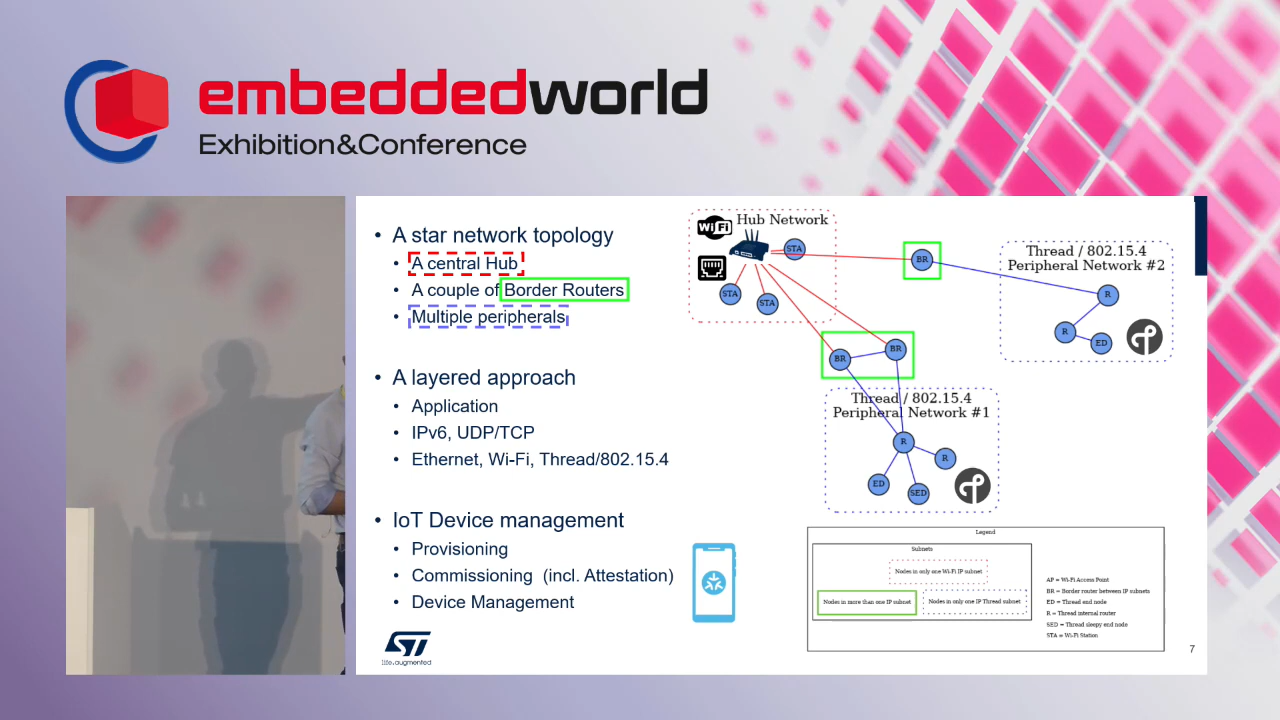 embeddedworld
Exhibition&Conference
• A star network topology
• A central Hub
• A couple of Border Routers
• Multiple peripherals
• A layered approach
• Application
• IPv6, UDP/TCP
• Ethernet, Wi-Fi, Thread/802.15.4
• IoT Device management
• Provisioning
• Commissioning (incl. Attestation)
• Device Management
ST
life.augmented
WiFi
Hub Network
STA
STA
STA
BR
Thread / 802.15.4
Peripheral Network #2
R
R
ED
BR
BR
Thread / 802.15.4
Peripheral Network #1
R
R
ED
SED
Legend
Subnets
Nodes in only one Wi-Fi IP subnet
Nodes in more than one IP subnet
Nodes in only one IP Thread subnet
AP = Wi-Fi Access Point
BR = Border router between IP subnets
ED = Thread end node
R = Thread internal router
SED = Thread sleepy end node
STA = Wi-Fi Station
7